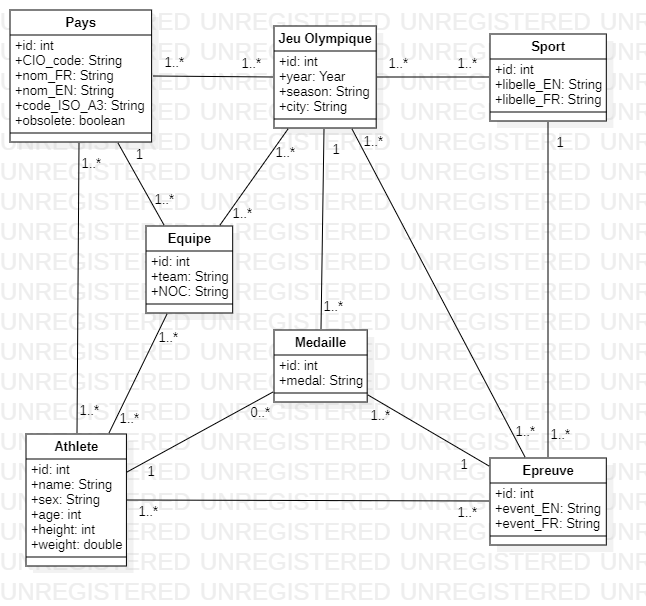 Pays
+id: int
+CIO_code: String
+nom_FR: String
+nom_EN: String
+code_ISO_A3: String
+obsolete: boolean
1..*
1..*
Jeu Olympique
+id: int
+year: Year
+season: String
+city: String
1..*
1..*
Sport
+id: int
+libelle_EN: String
+libelle_FR: String
1..*
1
1..*
1
1..*
1
1..*
1..*
Equipe
+id: int
+team: String
+NOC: String
1..*
1..*
Medaille
+id: int
+medal: String
1..*
1..*
0..*
1..*
1..*
1..*
Athlete
+id: int
+name: String
+sex: String
+age: int
+height: int
+weight: double
1
1
1..*
1..*
Epreuve
+id: int
+event_EN: String
+event_FR: String
UNREGISTERED